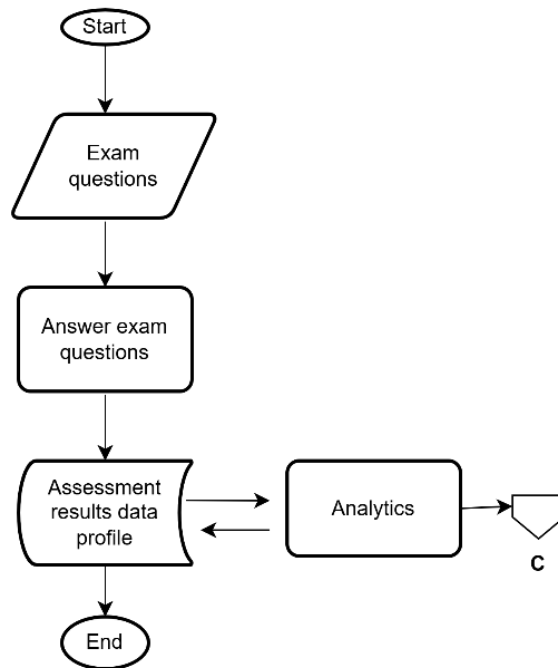 Start
Exam
questions
Answer exam
questions
Assessment
results data
profile
Analytics
C
End